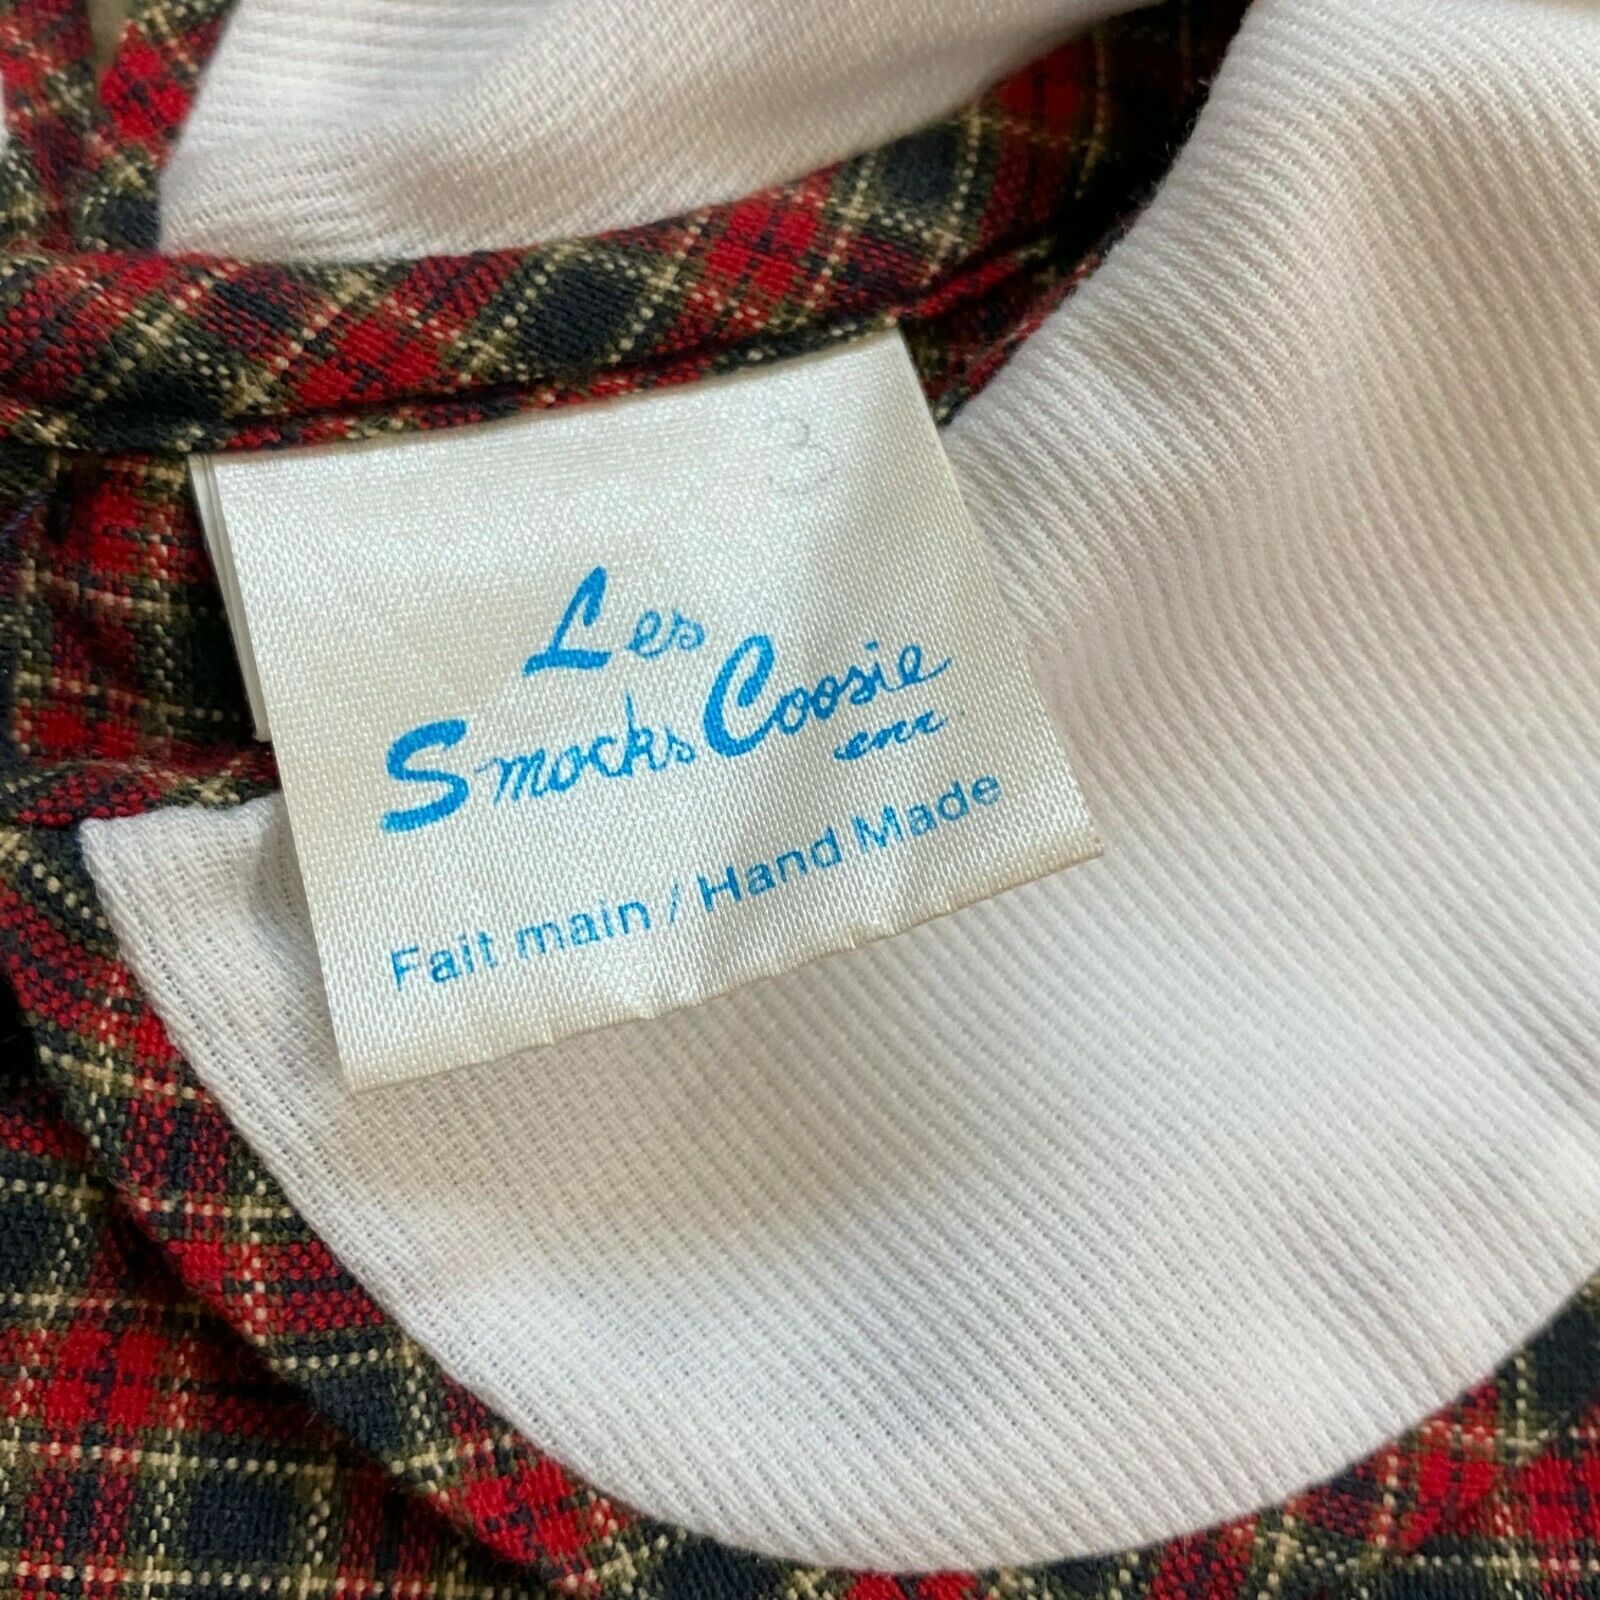 Les
Smocks Coosie
enr.
Fait main / Hand Made